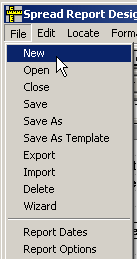 Spread Report Desig
File Edit Locate Forma
New
Open
Close
Save
Save As
Save As Template
Export
Import
Delete
Wizard
Report Dates
Report Options